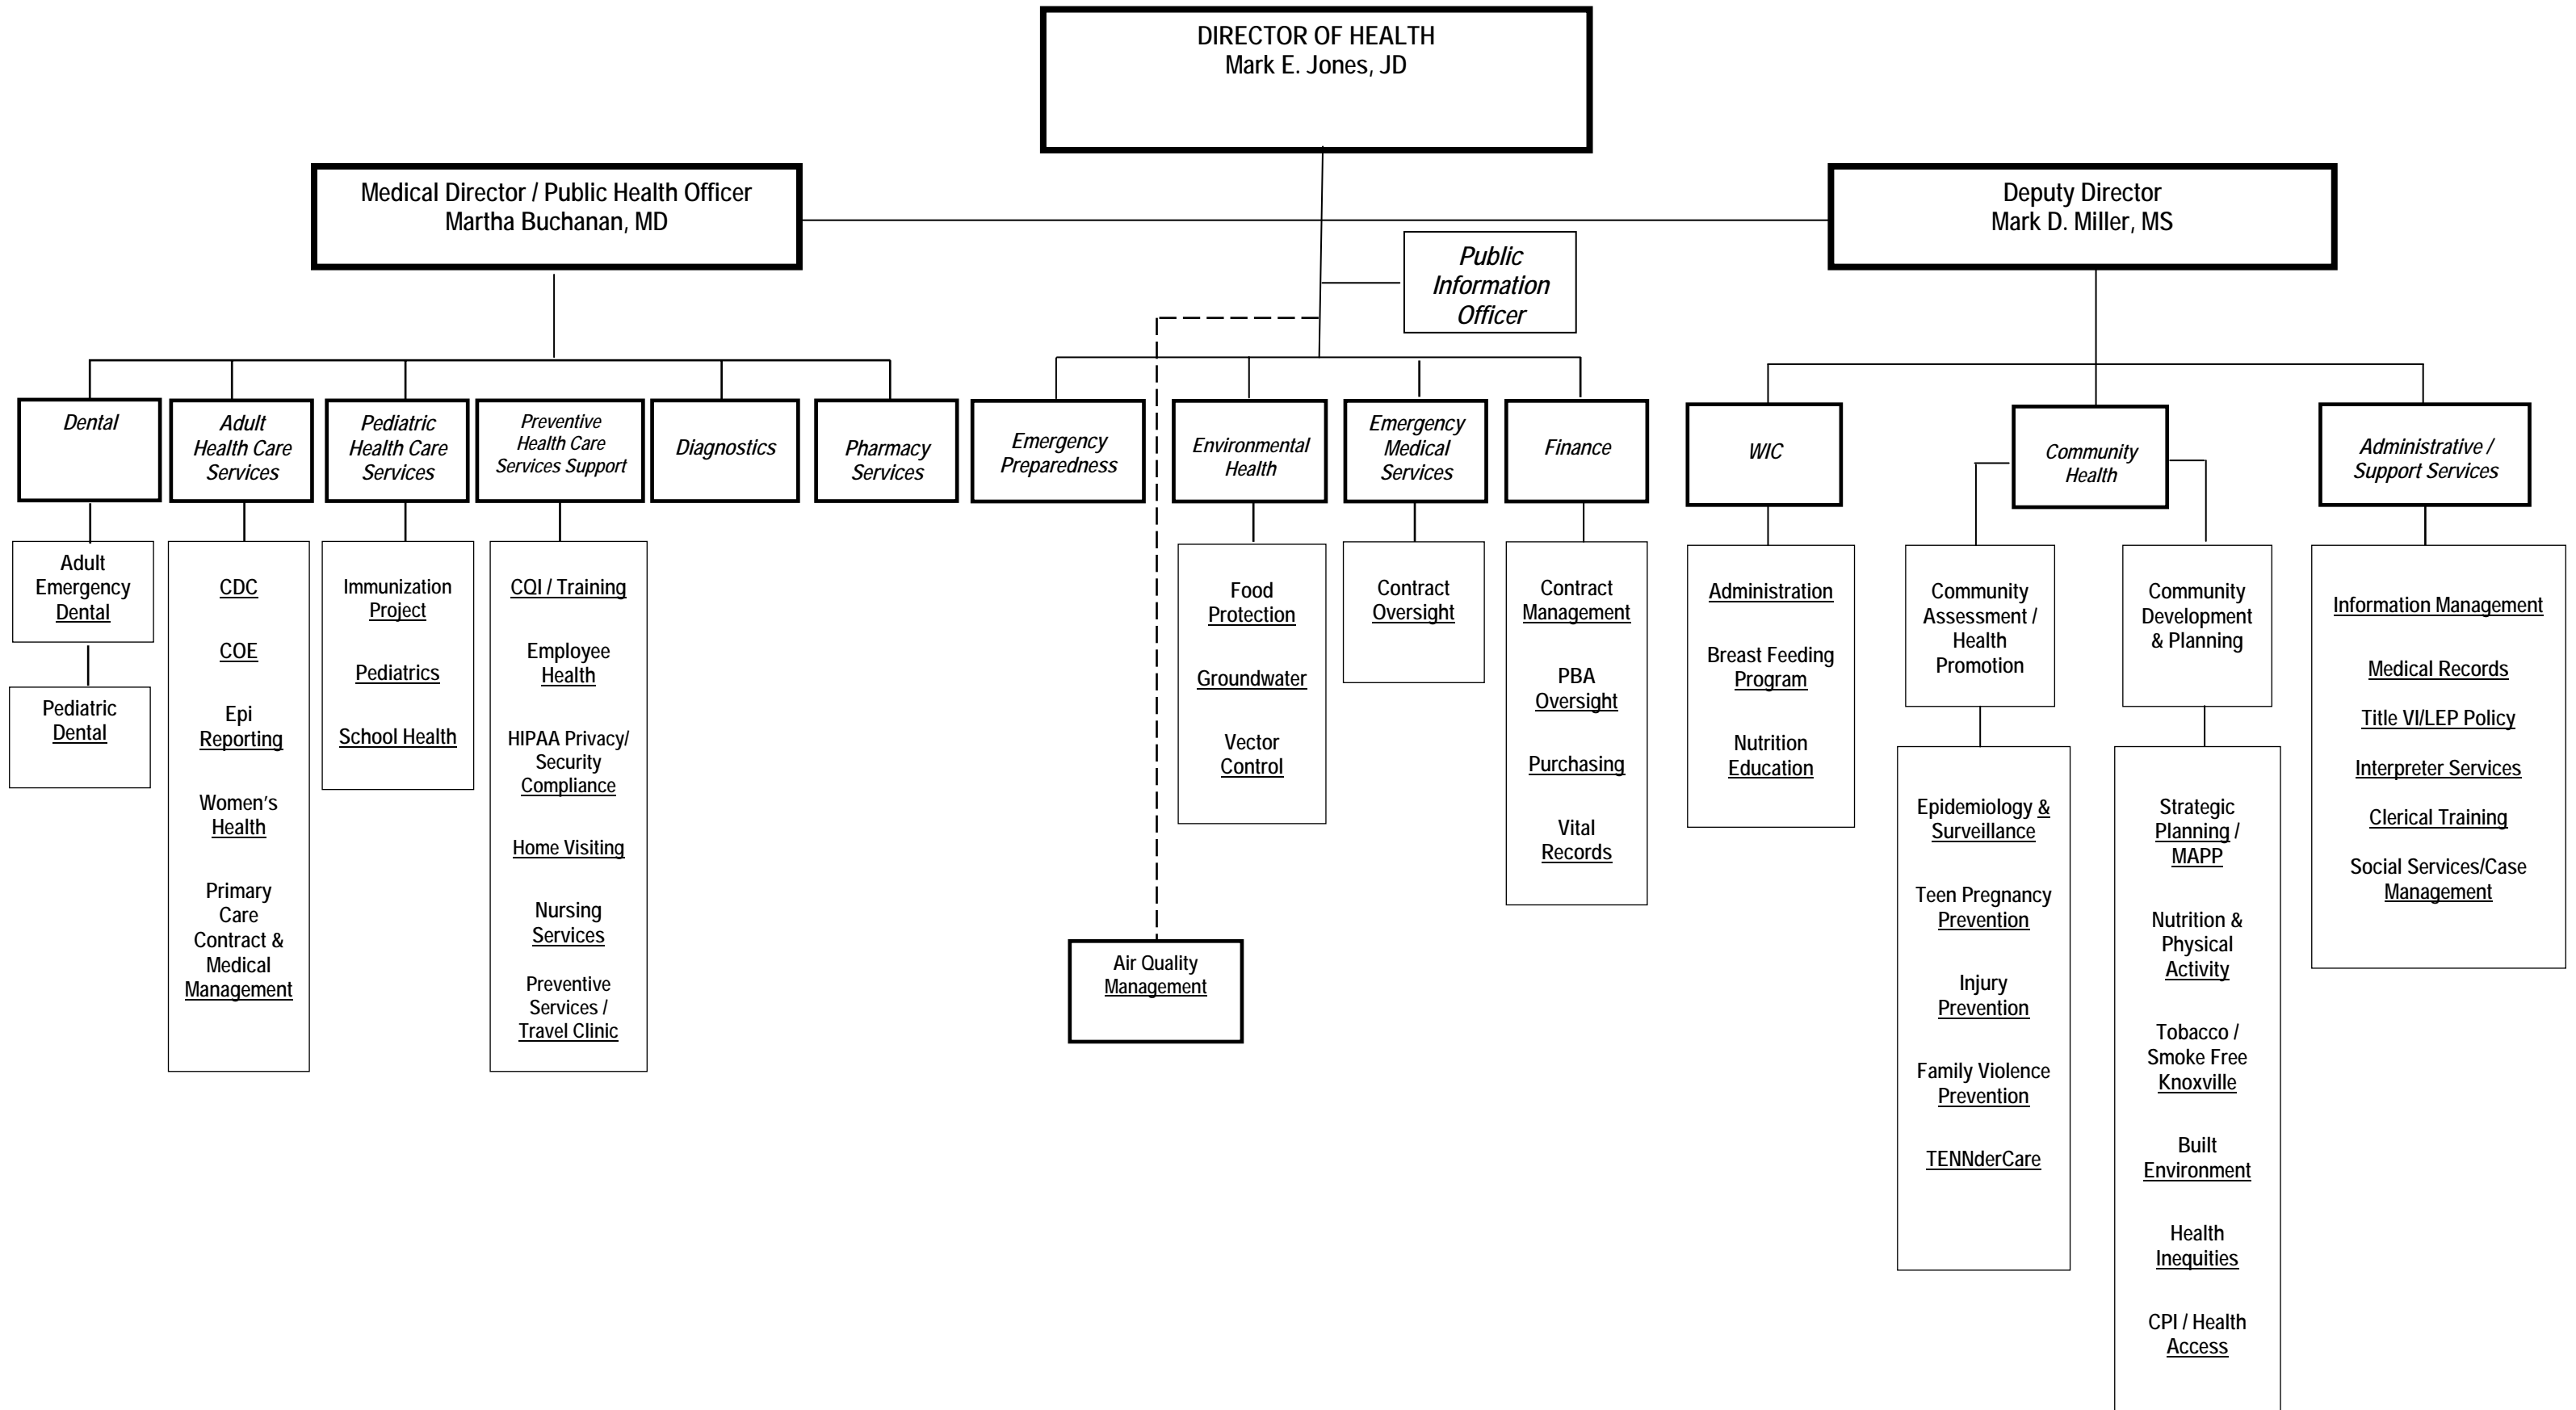 DIRECTOR OF HEALTH
Mark E. Jones, JD
Medical Director / Public Health Officer
Martha Buchanan, MD
Deputy Director
Mark D. Miller, MS
Public
Information
Officer
Dental
Adult
Health Care
Services
Pediatric
Health Care
Services
Preventive
Health Care
Services Support
Diagnostics
Pharmacy
Services
Emergency
Preparedness
Environmental
Health
Emergency
Medical
Services
Finance
WIC
Community
Health
Administrative /
Support Services
Adult
Emergency
Dental
Pediatric
Dental
CDC
COE
Epi
Reporting
Women's
Health
Primary
Care
Contract &
Medical
Management
Immunization
Project
Pediatrics
School Health
CQI / Training
Employee
Health
HIPAA Privacy/
Security
Compliance
Home Visiting
Nursing
Services
Preventive
Services /
Travel Clinic
Air Quality
Management
Food
Protection
Groundwater
Vector
Control
Contract
Oversight
Contract
Management
PBA
Oversight
Purchasing
Vital
Records
Administration
Breast Feeding
Program
Nutrition
Education
Community
Assessment /
Health
Promotion
Epidemiology &
Surveillance
Teen Pregnancy
Prevention
Injury
Prevention
Family Violence
Prevention
TENNderCare
Community
Development
& Planning
Strategic
Planning /
MAPP
Nutrition &
Physical
Activity
Tobacco /
Smoke Free
Knoxville
Built
Environment
Health
Inequities
CPI / Health
Access
Information Management
Medical Records
Title VI/LEP Policy
Interpreter Services
Clerical Training
Social Services/Case
Management